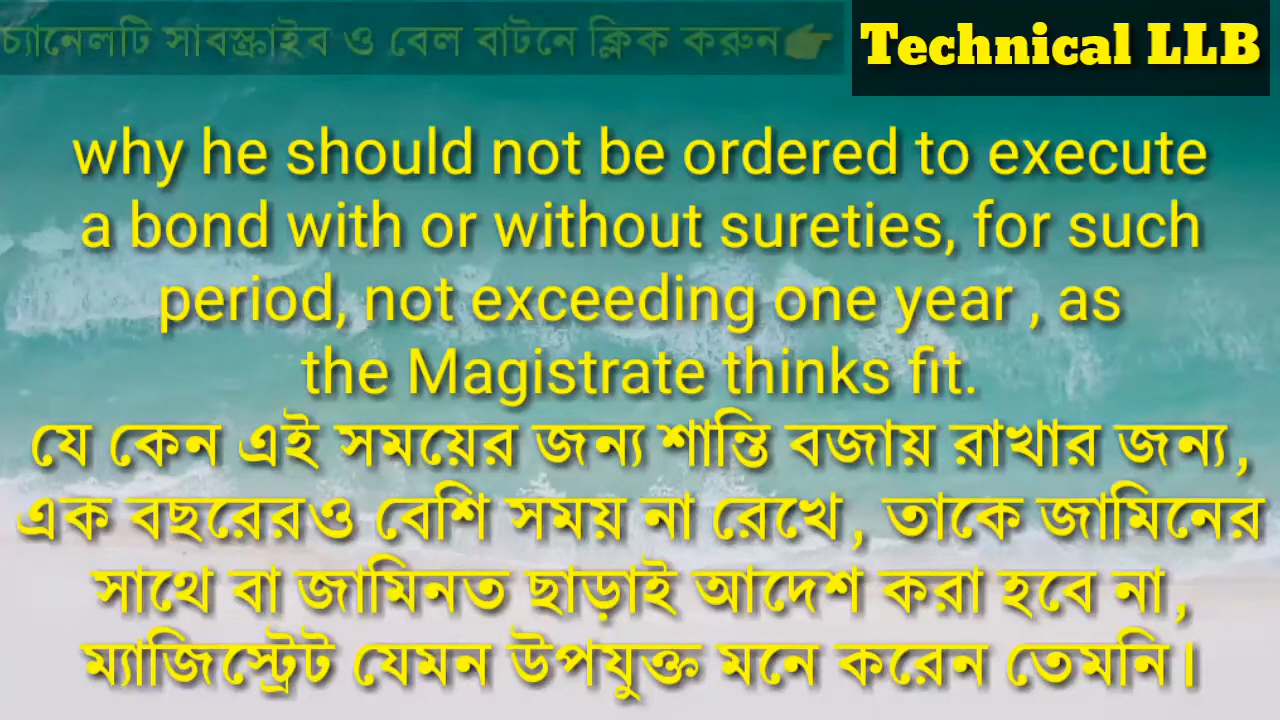 চ্যানেলটি সাবস্ক্রাইব ও বেল বাটনে ক্লিক করুন
Technical LLB
why he should not be ordered to execute
a bond with or without sureties, for such
period, not exceeding one year , as
the Magistrate thinks fit.
যে কেন এই সময়ের জন্য শান্তি বজায় রাখার জন্য,
এক বছরেরও বেশি সময় না রেখে, তাকে জামিনের
সাথে বা জামিনত ছাড়াই আদেশ করা হবে না,
ম্যাজিস্ট্রেট যেমন উপযুক্ত মনে করেন তেমনি।